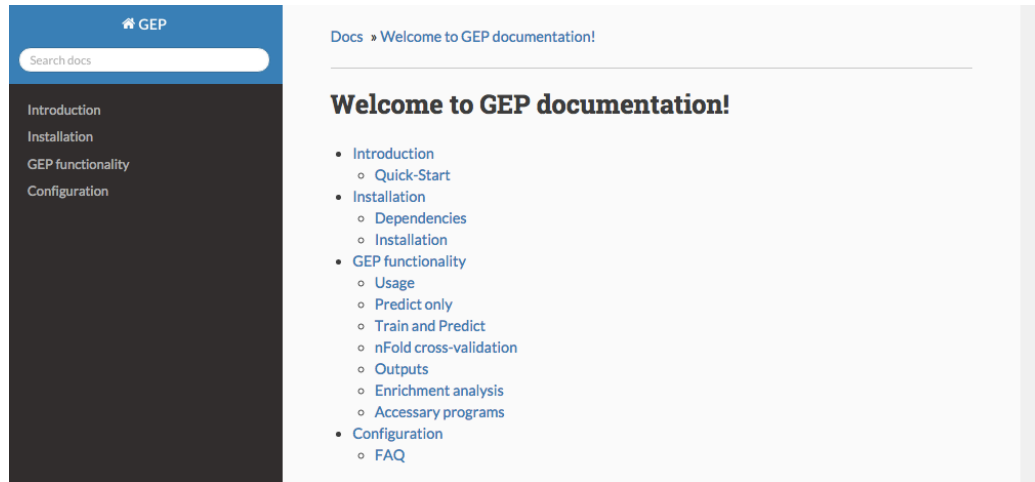 GEP
Search docs
Introduction
Installation
GEP functionality
Configuration
Docs » Welcome to GEP documentation!
Welcome to GEP documentation!
• Introduction
◦ Quick-Start
• Installation
◦ Dependencies
◦ Installation
• GEP functionality
◦ Usage
◦ Predict only
◦ Train and Predict
◦ nFold cross-validation
◦ Outputs
◦ Enrichment analysis
◦ Accessary programs
• Configuration
◦ FAQ